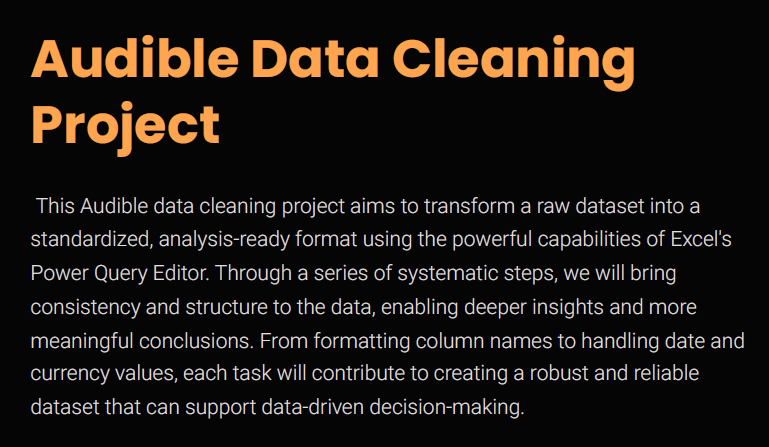 Audible Data Cleaning
Project
This Audible data cleaning project aims to transform a raw dataset into a
standardized, analysis-ready format using the powerful capabilities of Excel's
Power Query Editor. Through a series of systematic steps, we will bring
consistency and structure to the data, enabling deeper insights and more
meaningful conclusions. From formatting column names to handling date and
currency values, each task will contribute to creating a robust and reliable
dataset that can support data-driven decision-making.